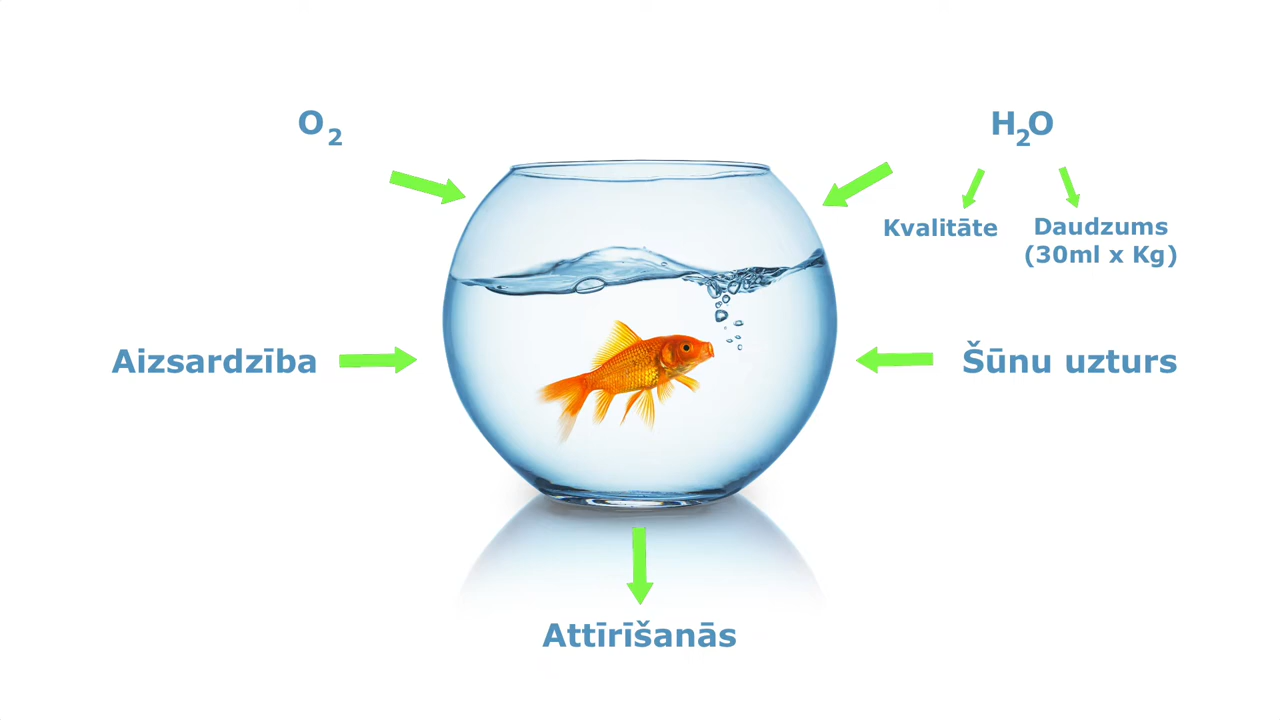 O2
H2O
Kvalitāte
Daudzums
(30ml x Kg)
Aizsardzība
Šūnu uzturs
Attīrīšanās